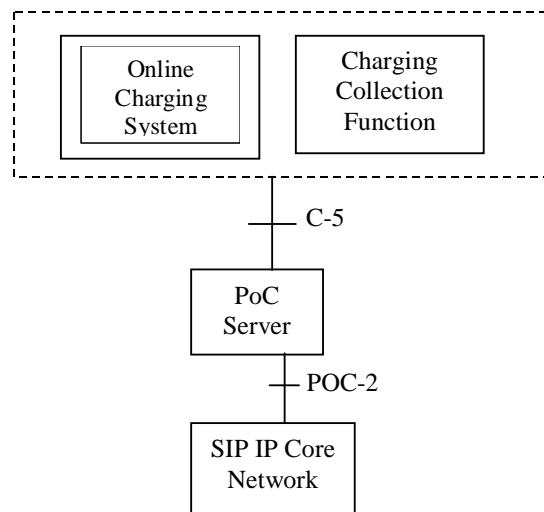 Online
Charging
System
Charging
Collection
Function
C-5
PoC
Server
POC-2
SIP IP Core
Network